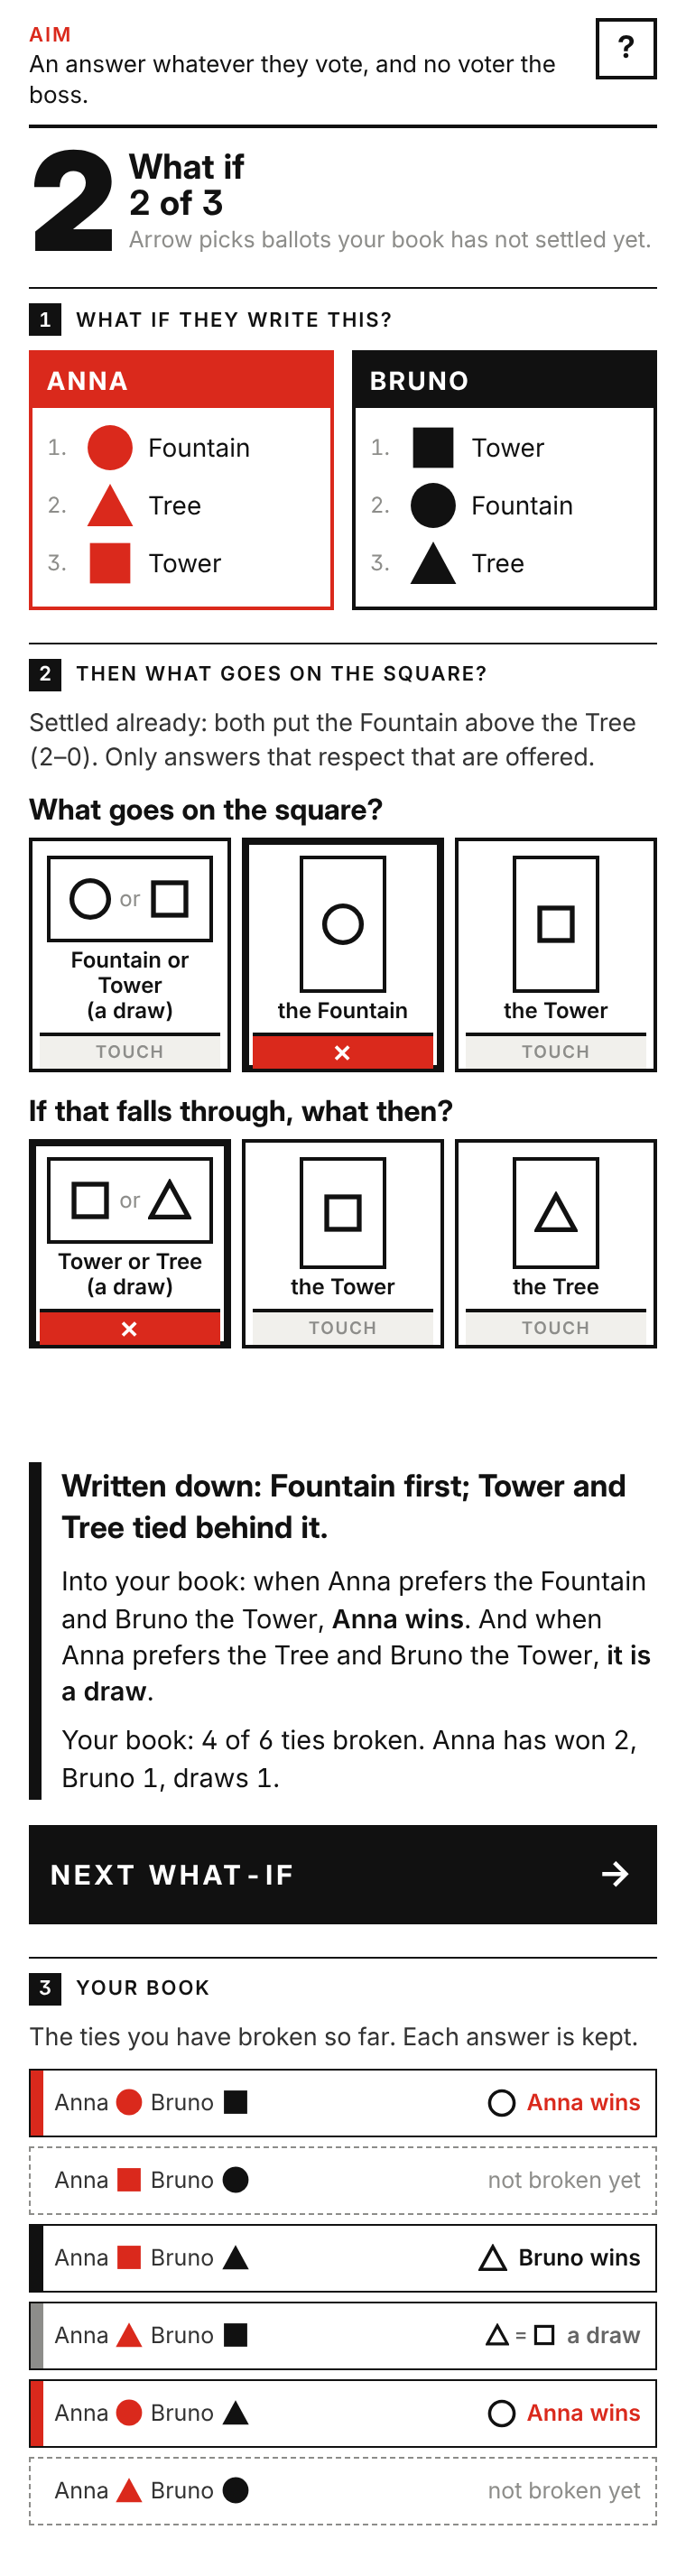 AIM
An answer whatever they vote, and no voter the
boss.
?
2
What if
2 of 3
Arrow picks ballots your book has not settled yet.
1 WHAT IF THEY WRITE THIS?
ANNA
1. Fountain
2. Tree
3. Tower
BRUNO
1. Tower
2. Fountain
3. Tree
2 THEN WHAT GOES ON THE SQUARE?
Settled already: both put the Fountain above the Tree
(2–0). Only answers that respect that are offered.
What goes on the square?
or
Fountain or
Tower
(a draw)
TOUCH
the Fountain
×
the Tower
TOUCH
If that falls through, what then?
or
Tower or Tree
(a draw)
×
the Tower
TOUCH
the Tree
TOUCH
Written down: Fountain first; Tower and
Tree tied behind it.
Into your book: when Anna prefers the Fountain
and Bruno the Tower, Anna wins. And when
Anna prefers the Tree and Bruno the Tower, it is
a draw.
Your book: 4 of 6 ties broken. Anna has won 2,
Bruno 1, draws 1.
NEXT WHAT-IF →
3 YOUR BOOK
The ties you have broken so far. Each answer is kept.
Anna Bruno Anna wins
Anna Bruno not broken yet
Anna Bruno Bruno wins
Anna Bruno = a draw
Anna Bruno Anna wins
Anna Bruno not broken yet